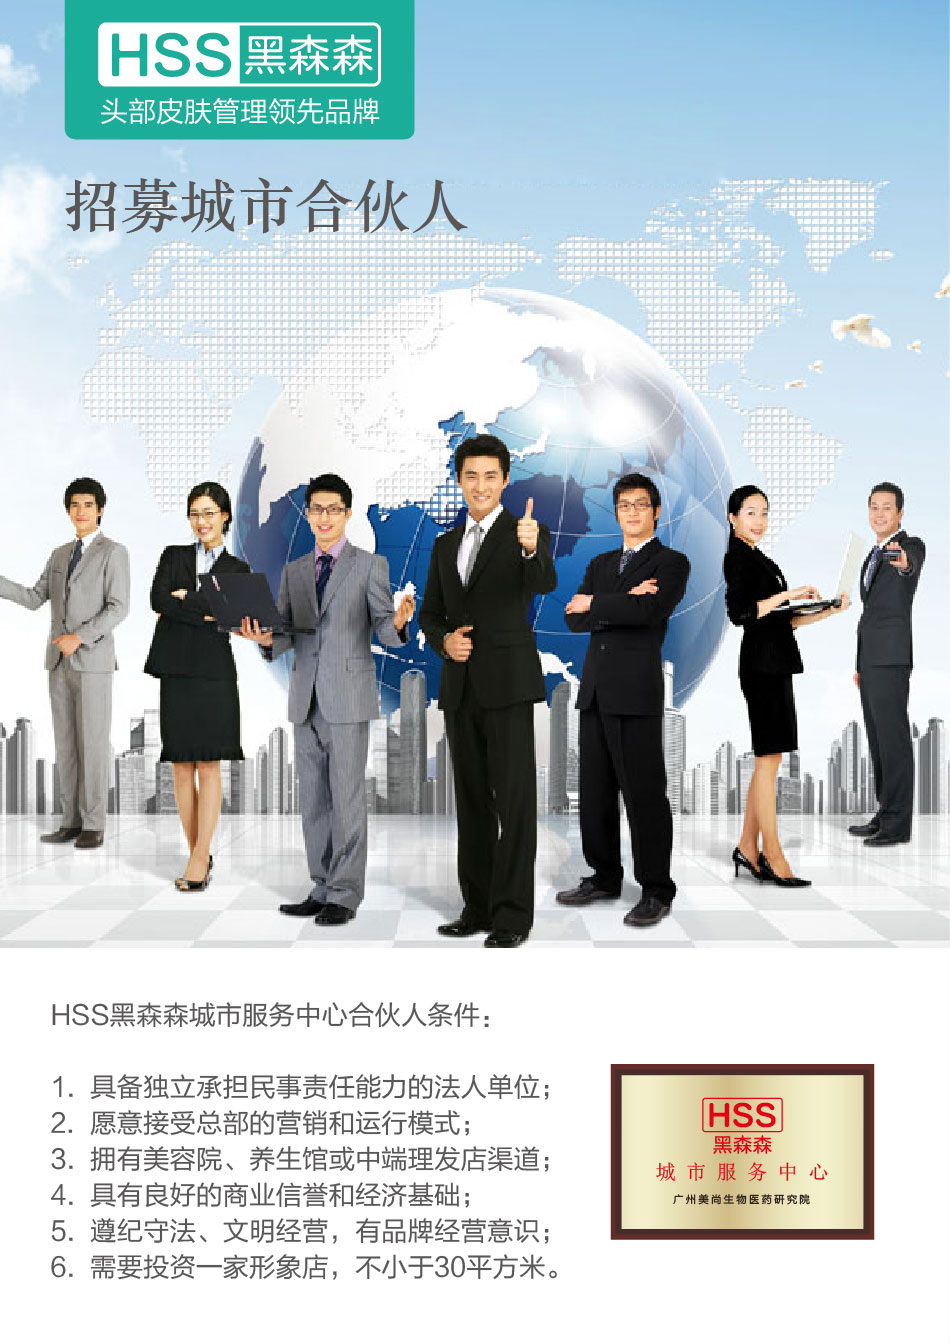 HSS黑森森
头部皮肤管理领先品牌
招募城市合伙人
HSS黑森森城市服务中心合伙人条件：
1. 具备独立承担民事责任能力的法人单位；
2. 愿意接受总部的营销和运行模式；
3. 拥有美容院、养生馆或中端理发店渠道；
4. 具有良好的商业信誉和经济基础；
5. 遵纪守法、文明经营，有品牌经营意识；
6. 需要投资一家形象店，不小于30平方米。
HSS
黑森森
城市服务中心
广州美尚生物医药研究院